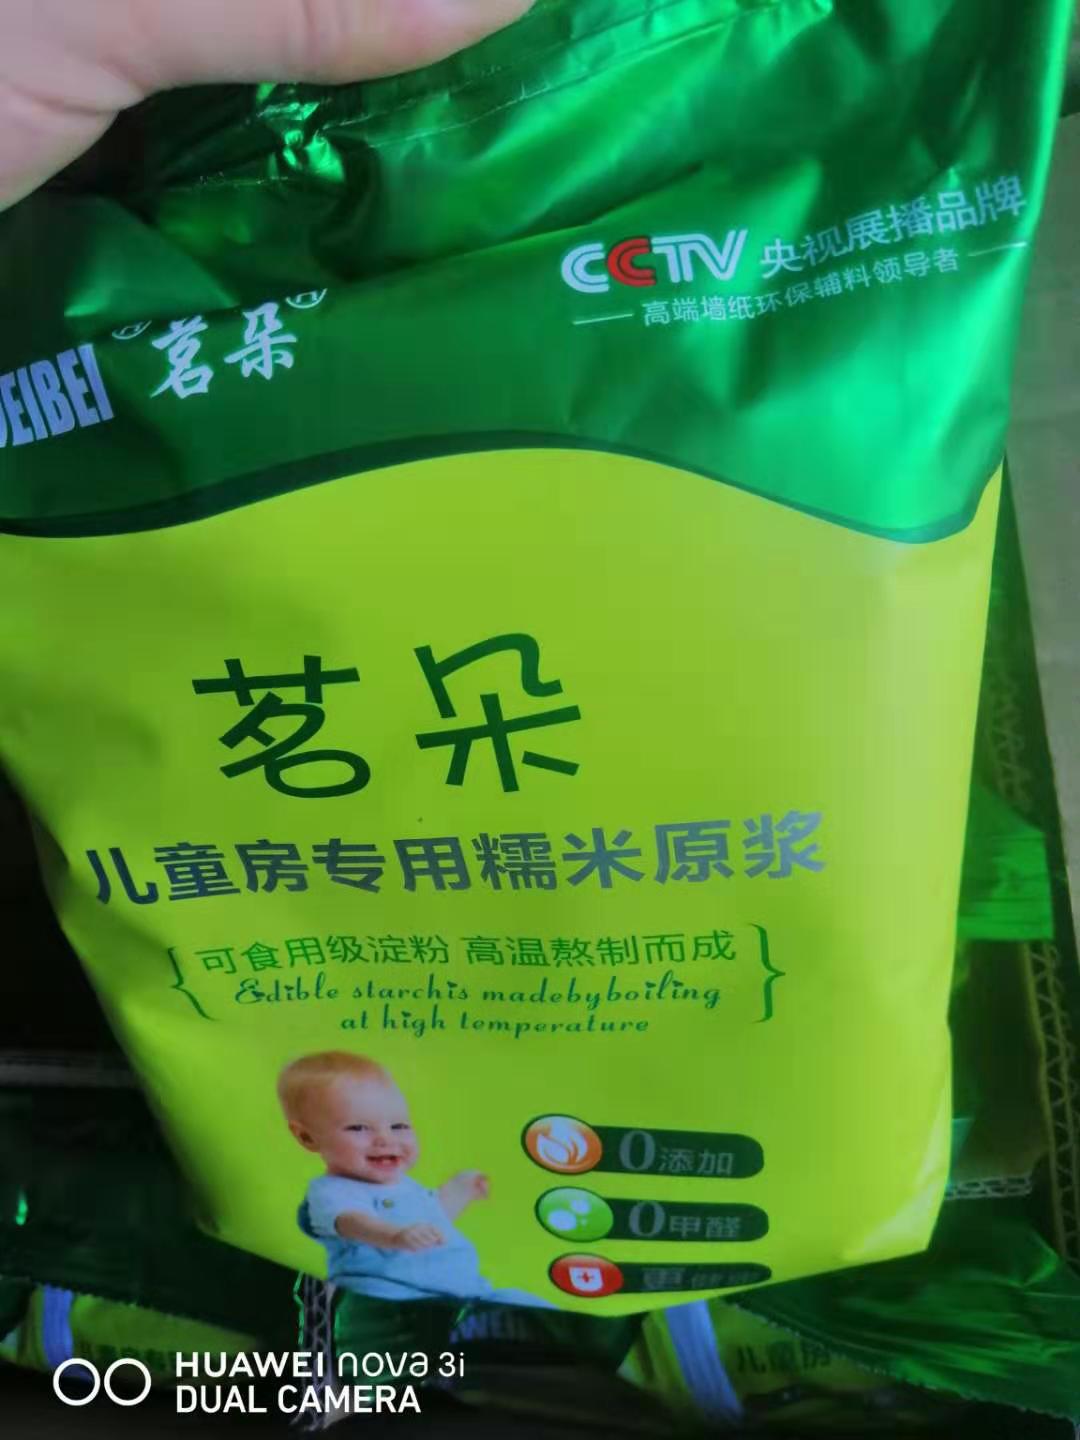 CCTV 央视展播品牌
高端墙纸环保辅料领导者
EIBEI 茗朵
茗朵
儿童房专用糯米原浆
可食用级淀粉 高温熬制而成
Edible starchis madebyboiling
at high temperature
0添加
0甲醛
HUAWEI nova 3i
DUAL CAMERA